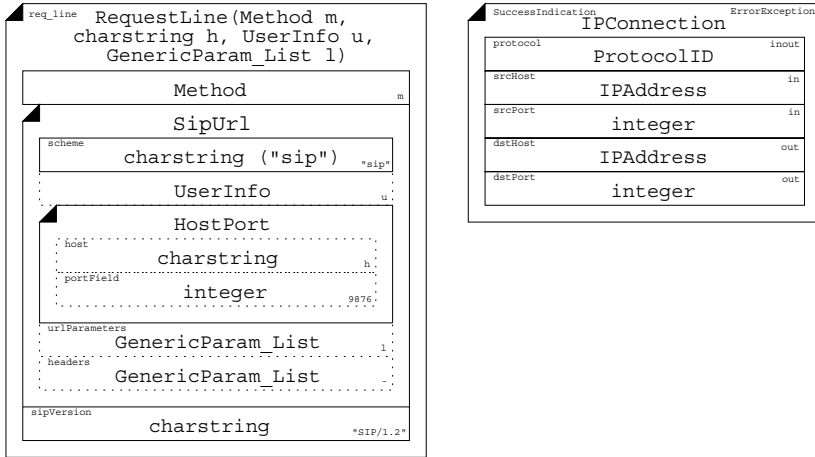 req_line RequestLine(Method m,
charstring h, UserInfo u,
GenericParam_List l)
Method m
SipUrl
scheme charstring ("sip") "sip"
UserInfo u
HostPort
host charstring h
portField integer 9876
urlParameters GenericParam_List l
headers GenericParam_List -
sipVersion charstring "SIP/1.2"
SuccessIndication ErrorException
IPConnection
protocol ProtocolID inout
srcHost IPAddress in
srcPort integer in
dstHost IPAddress out
dstPort integer out